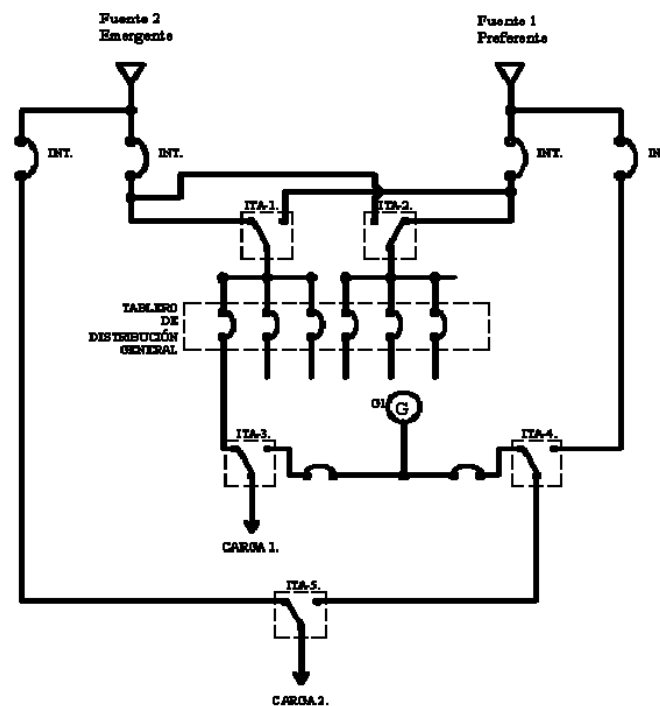 Fuente 2
Emergente
Fuente 1
Preferente
INT.
INT.
INT.
IN
ITA-1.
ITA-2.
TABLERO
DE
DISTRIBUCIÓN
GENERAL
G1
G
ITA-3.
ITA-4.
CARGA 1.
ITA-5.
CARGA 2.